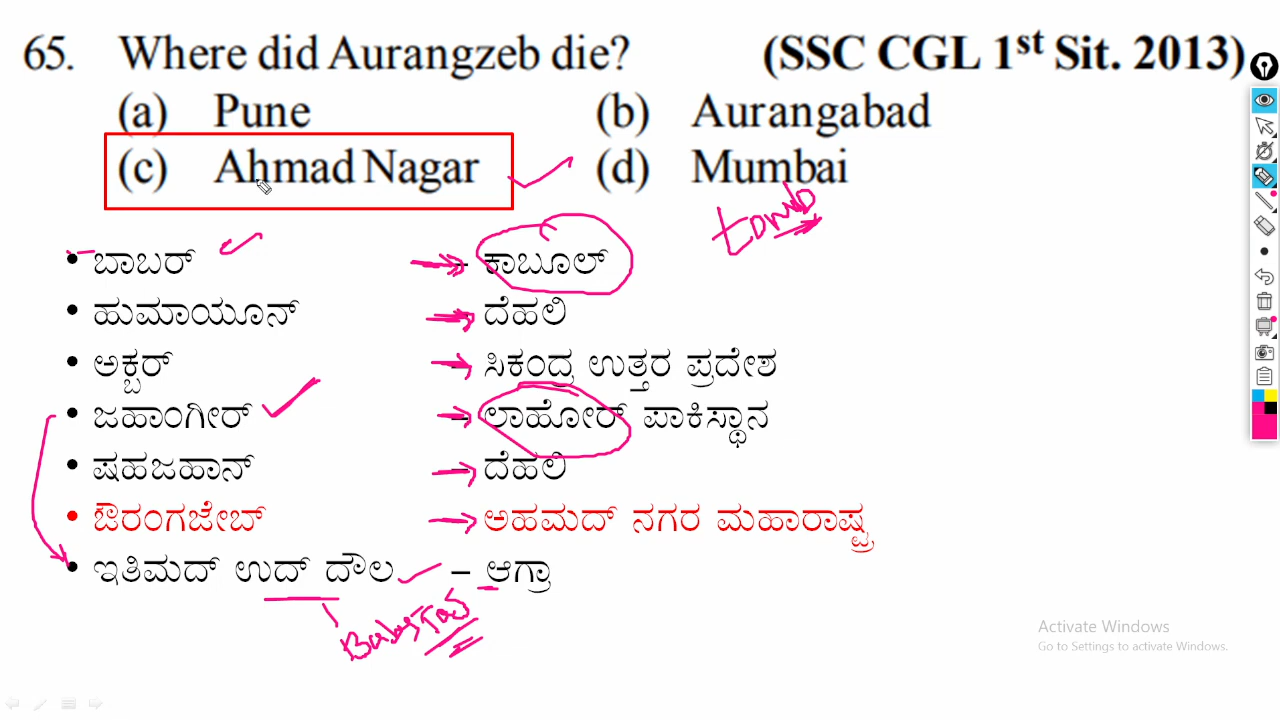 65. Where did Aurangzeb die? (SSC CGL 1st Sit. 2013)
(a) Pune (b) Aurangabad
(c) Ahmad Nagar (d) Mumbai
tomb
• ಬಾಬರ್ – ಕಾಬೂಲ್
• ಹುಮಾಯೂನ್ – ದೆಹಲಿ
• ಅಕ್ಬರ್ – ಸಿಕಂದ್ರ ಉತ್ತರ ಪ್ರದೇಶ
• ಜಹಾಂಗೀರ್ – ಲಾಹೋರ್ ಪಾಕಿಸ್ಥಾನ
• ಷಹಜಹಾನ್ – ದೆಹಲಿ
• ಔರಂಗಜೇಬ್ – ಅಹಮದ್ ನಗರ ಮಹಾರಾಷ್ಟ್ರ
• ಇತಿಮದ್ ಉದ್ ದೌಲ – ಆಗ್ರಾ
Baby Taj
Activate Windows
Go to Settings to activate Windows.